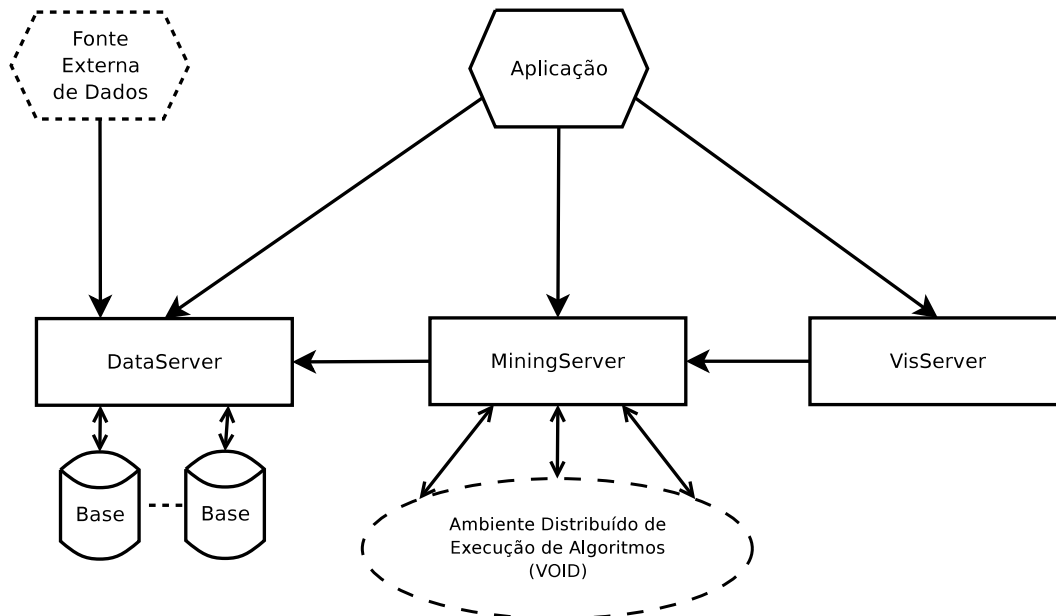 Fonte
Externa
de Dados
Aplicação
DataServer
MiningServer
VisServer
Base
Base
Ambiente Distribuído de
Execução de Algoritmos
(VOID)